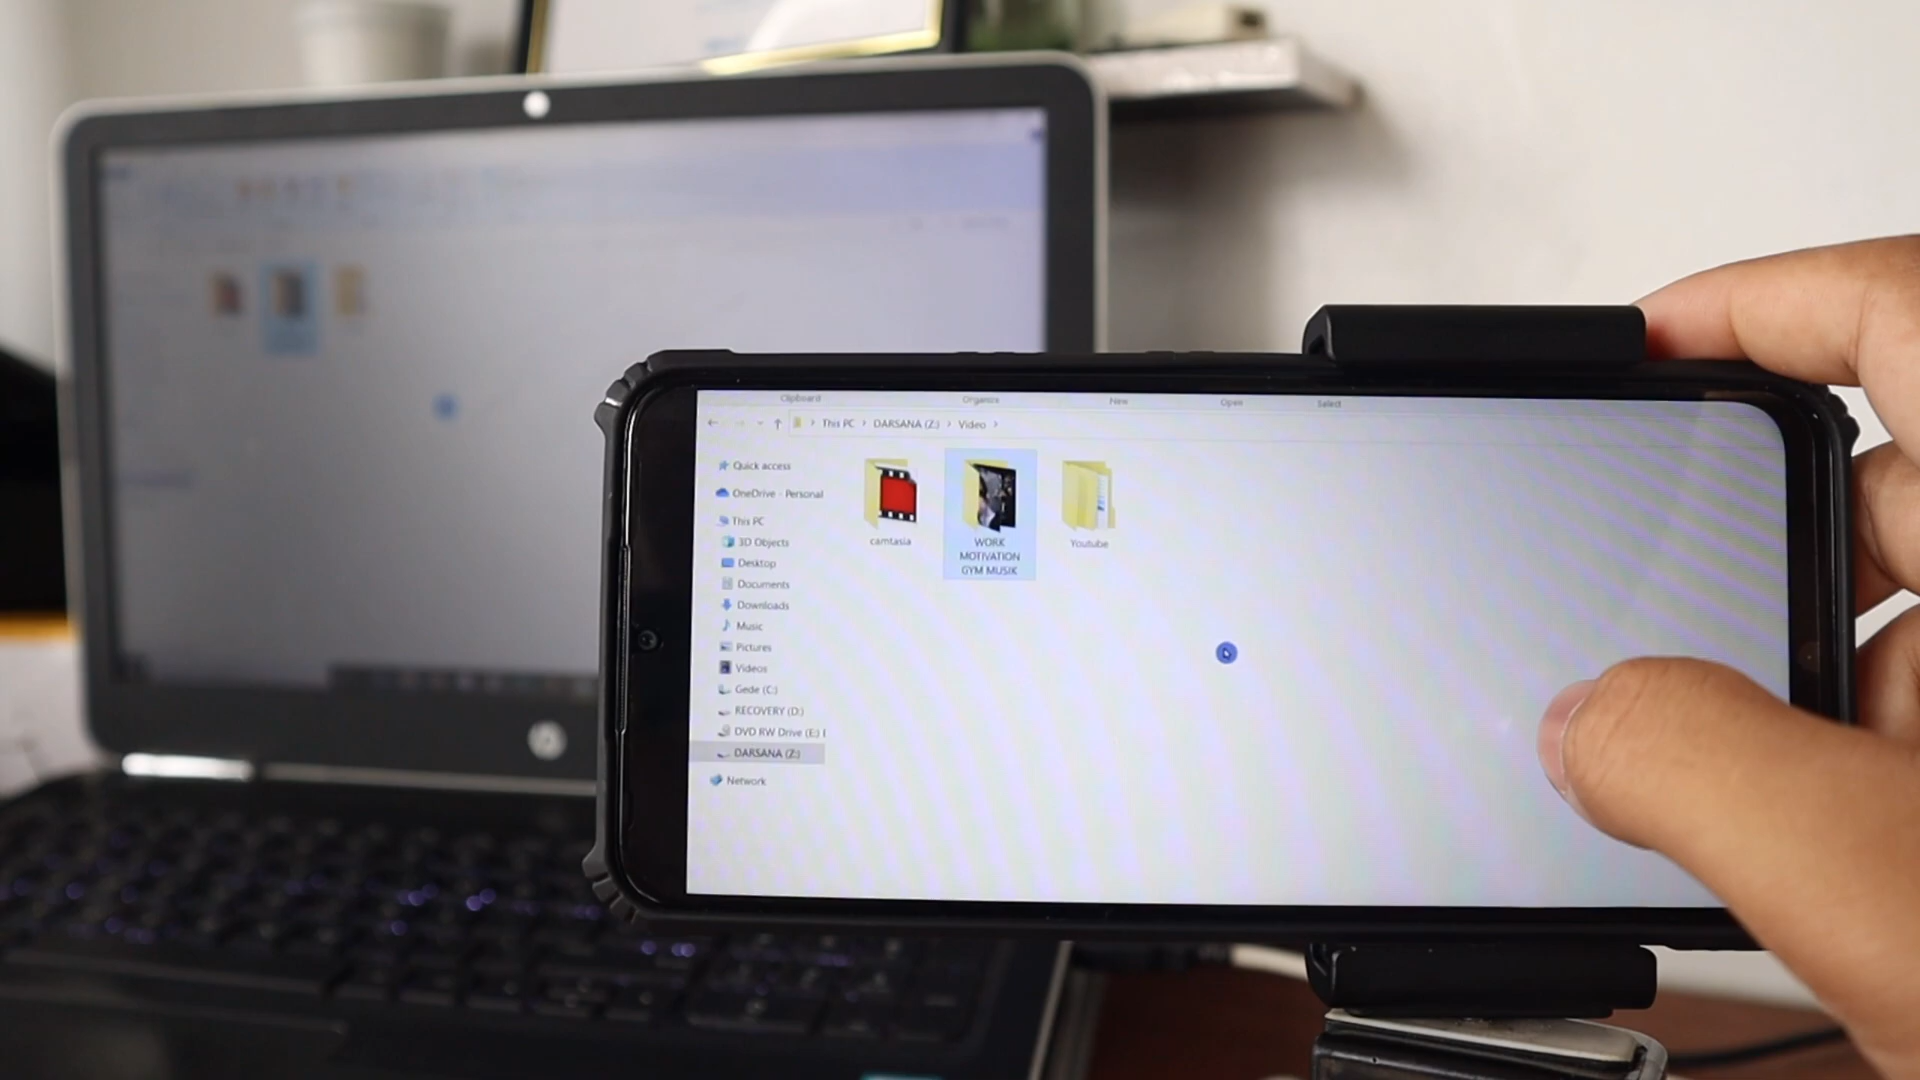 Clipboard Organize New Open Select
This PC > DARSANA (Z:) > Video >
Quick access
OneDrive - Personal
This PC
3D Objects
Desktop
Documents
Downloads
Music
Pictures
Videos
Gede (C:)
RECOVERY (D:)
DVD RW Drive (E:)
DARSANA (Z:)
Network
camtasia
WORK
MOTIVATION
GYM MUSIK
Youtube
hp